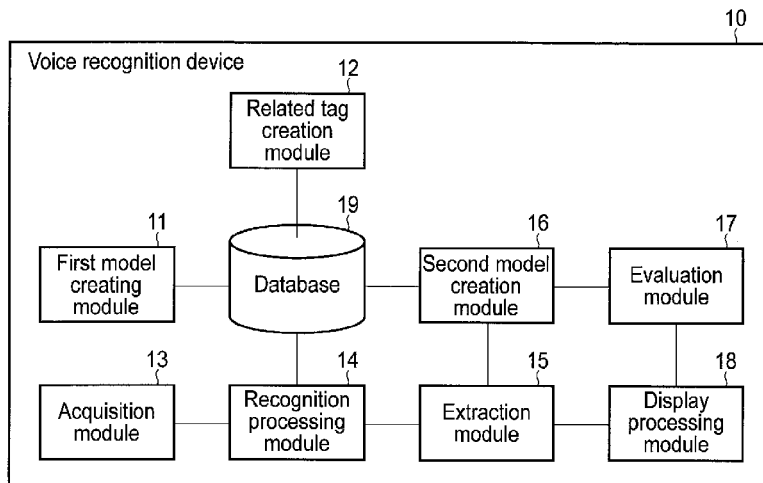 10
Voice recognition device
12
Related tag
creation
module
11
First model
creating
module
19
Database
16
Second model
creation
module
17
Evaluation
module
13
Acquisition
module
14
Recognition
processing
module
15
Extraction
module
18
Display
processing
module